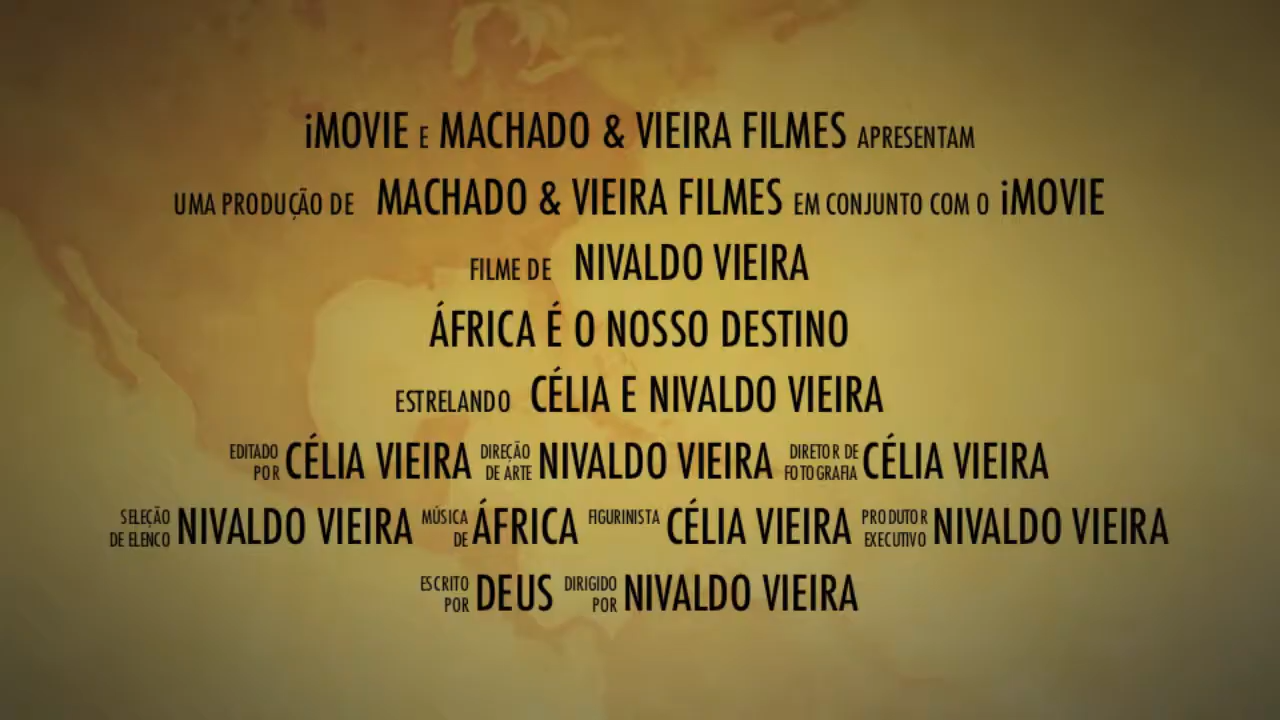 iMOVIE E MACHADO & VIEIRA FILMES APRESENTAM
UMA PRODUÇÃO DE MACHADO & VIEIRA FILMES EM CONJUNTO COM O iMOVIE
FILME DE NIVALDO VIEIRA
ÁFRICA É O NOSSO DESTINO
ESTRELANDO CÉLIA E NIVALDO VIEIRA
EDITADO POR CÉLIA VIEIRA DIREÇÃO DE ARTE NIVALDO VIEIRA DIRETOR DE FOTOGRAFIA CÉLIA VIEIRA
SELEÇÃO DE ELENCO NIVALDO VIEIRA MÚSICA DE ÁFRICA FIGURINISTA CÉLIA VIEIRA PRODUTOR EXECUTIVO NIVALDO VIEIRA
ESCRITO POR DEUS DIRIGIDO POR NIVALDO VIEIRA